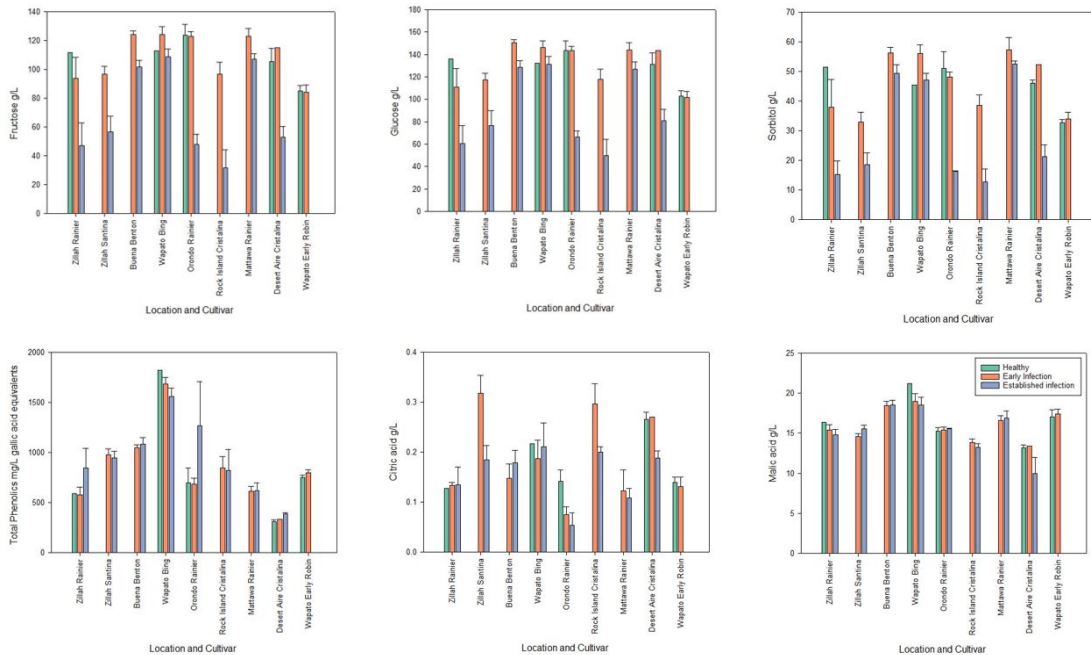 Fructose g/L
140
120
100
80
60
40
20
0
Zillah Rainier
Zillah Santina
Buena Benton
Wapato Bing
Orondo Rainier
Rock Island Cristalina
Mattawa Rainier
Desert Aire Cristalina
Wapato Early Robin
Location and Cultivar
Glucose g/L
180
160
140
120
100
80
60
40
20
0
Zillah Rainier
Zillah Santina
Buena Benton
Wapato Bing
Orondo Rainier
Rock Island Cristalina
Mattawa Rainier
Desert Aire Cristalina
Wapato Early Robin
Location and Cultivar
Sorbitol g/L
70
60
50
40
30
20
10
0
Zillah Rainier
Zillah Santina
Buena Benton
Wapato Bing
Orondo Rainier
Rock Island Cristalina
Mattawa Rainier
Desert Aire Cristalina
Wapato Early Robin
Location and Cultivar
Total Phenolics mg/L gallic acid equivalents
2000
1500
1000
500
0
Zillah Rainier
Zillah Santina
Buena Benton
Wapato Bing
Orondo Rainier
Rock Island Cristalina
Mattawa Rainier
Desert Aire Cristalina
Wapato Early Robin
Location and Cultivar
Citric acid g/L
0.4
0.3
0.2
0.1
0.0
Zillah Rainier
Zillah Santina
Buena Benton
Wapato Bing
Orondo Rainier
Rock Island Cristalina
Mattawa Rainier
Desert Aire Cristalina
Wapato Early Robin
Location and Cultivar
Malic acid g/L
25
20
15
10
5
0
Healthy
Early Infection
Established infection
Zillah Rainier
Zillah Santina
Buena Benton
Wapato Bing
Orondo Rainier
Rock Island Cristalina
Mattawa Rainier
Desert Aire Cristalina
Wapato Early Robin
Location and Cultivar